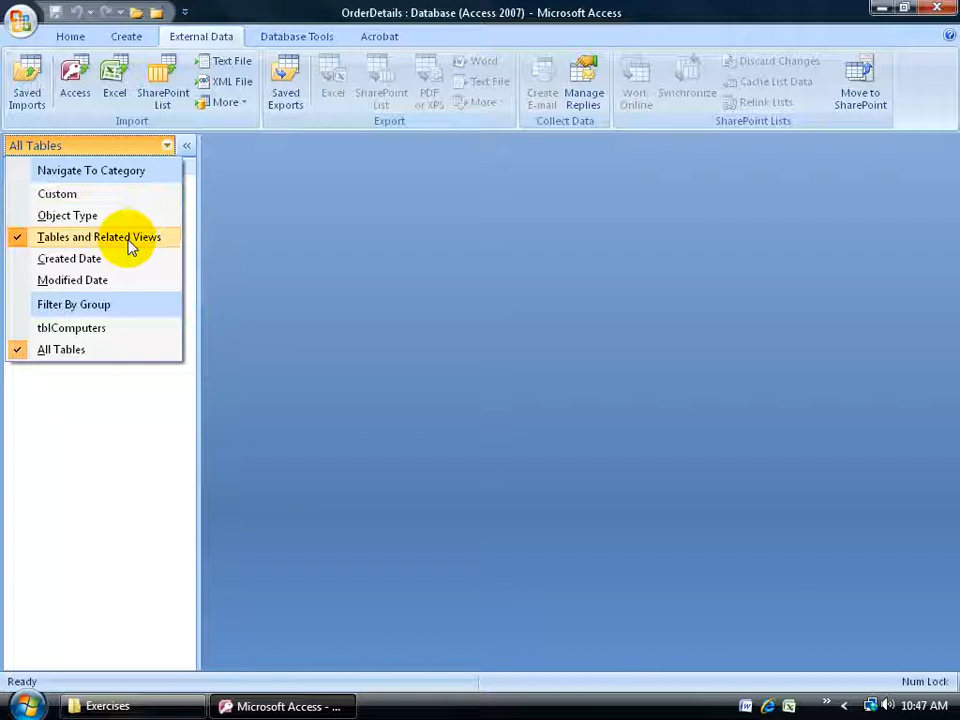 OrderDetails : Database (Access 2007) - Microsoft Access
Home Create External Data Database Tools Acrobat
Saved Imports
Access
Excel
SharePoint List
Text File
XML File
More
Import
Saved Exports
Excel
SharePoint List
PDF or XPS
Word
Text File
More
Export
Create E-mail
Manage Replies
Collect Data
Work Online
Synchronize
Discard Changes
Cache List Data
Relink Lists
SharePoint Lists
Move to SharePoint
All Tables
Navigate To Category
Custom
Object Type
Tables and Related Views
Created Date
Modified Date
Filter By Group
tblComputers
All Tables
Ready
Num Lock
Exercises
Microsoft Access - ...
10:47 AM